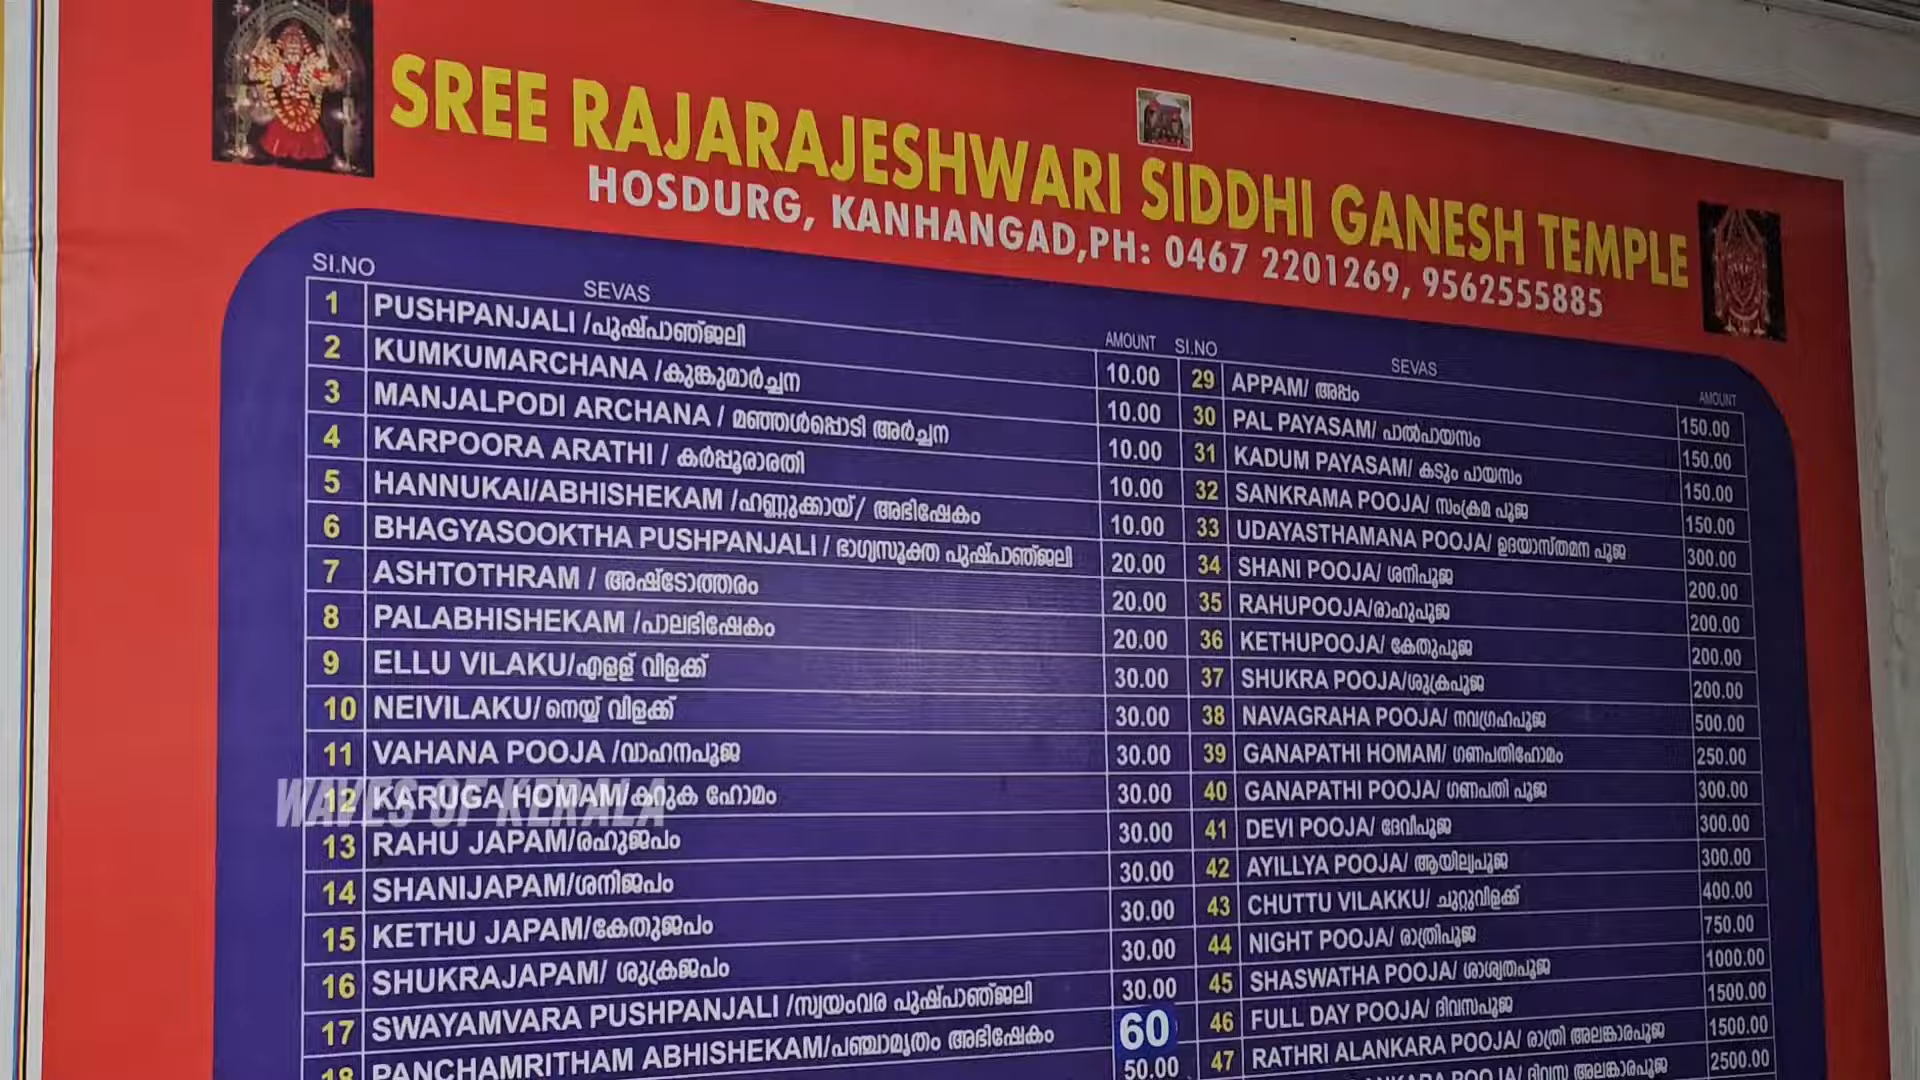 SREE RAJARAJESHWARI SIDDHI GANESH TEMPLE
HOSDURG, KANHANGAD,PH: 0467 2201269, 9562555885
SI.NO SEVAS AMOUNT SI.NO SEVAS AMOUNT
1 PUSHPANJALI /പുഷ്പാഞ്ജലി 10.00 29 APPAM/ അപ്പം 150.00
2 KUMKUMARCHANA /കുങ്കുമാർച്ചന 10.00 30 PAL PAYASAM/ പാൽപായസം 150.00
3 MANJALPODI ARCHANA / മഞ്ഞൾപ്പൊടി അർച്ചന 10.00 31 KADUM PAYASAM/ കടും പായസം 150.00
4 KARPOORA ARATHI / കർപ്പൂരാരതി 10.00 32 SANKRAMA POOJA/ സംക്രമ പൂജ 150.00
5 HANNUKAI/ABHISHEKAM /ഹണ്ണുക്കായ്/ അഭിഷേകം 10.00 33 UDAYASTHAMANA POOJA/ ഉദയാസ്തമന പൂജ 300.00
6 BHAGYASOOKTHA PUSHPANJALI / ഭാഗ്യസൂക്ത പുഷ്പാഞ്ജലി 20.00 34 SHANI POOJA/ ശനിപൂജ 200.00
7 ASHTOTHRAM / അഷ്ടോത്തരം 20.00 35 RAHUPOOJA/രാഹുപൂജ 200.00
8 PALABHISHEKAM /പാലഭിഷേകം 20.00 36 KETHUPOOJA/ കേതുപൂജ 200.00
9 ELLU VILAKU/എളള് വിളക്ക് 30.00 37 SHUKRA POOJA/ശുക്രപൂജ 200.00
10 NEIVILAKU/ നെയ്യ് വിളക്ക് 30.00 38 NAVAGRAHA POOJA/ നവഗ്രഹപൂജ 500.00
11 VAHANA POOJA /വാഹനപൂജ 30.00 39 GANAPATHI HOMAM/ ഗണപതിഹോമം 250.00
12 KARUGA HOMAM/കറുക ഹോമം 30.00 40 GANAPATHI POOJA/ ഗണപതി പൂജ 300.00
13 RAHU JAPAM/രഹുജപം 30.00 41 DEVI POOJA/ ദേവീപൂജ 300.00
14 SHANIJAPAM/ശനിജപം 30.00 42 AYILLYA POOJA/ ആയില്യപൂജ 300.00
15 KETHU JAPAM/കേതുജപം 30.00 43 CHUTTU VILAKKU/ ചുറ്റുവിളക്ക് 400.00
16 SHUKRAJAPAM/ ശുക്രജപം 30.00 44 NIGHT POOJA/ രാത്രിപൂജ 750.00
17 SWAYAMVARA PUSHPANJALI /സ്വയംവര പുഷ്പാഞ്ജലി 30.00 45 SHASWATHA POOJA/ ശാശ്വതപൂജ 1000.00
18 PANCHAMRITHAM ABHISHEKAM/പഞ്ചാമൃതം അഭിഷേകം 60 46 FULL DAY POOJA/ ദിവസപൂജ 1500.00
50.00 47 RATHRI ALANKARA POOJA/ രാത്രി അലങ്കാരപൂജ 1500.00
POOJA/ ദിവസ അലങ്കാരപൂജ 2500.00
WAVES OF KERALA